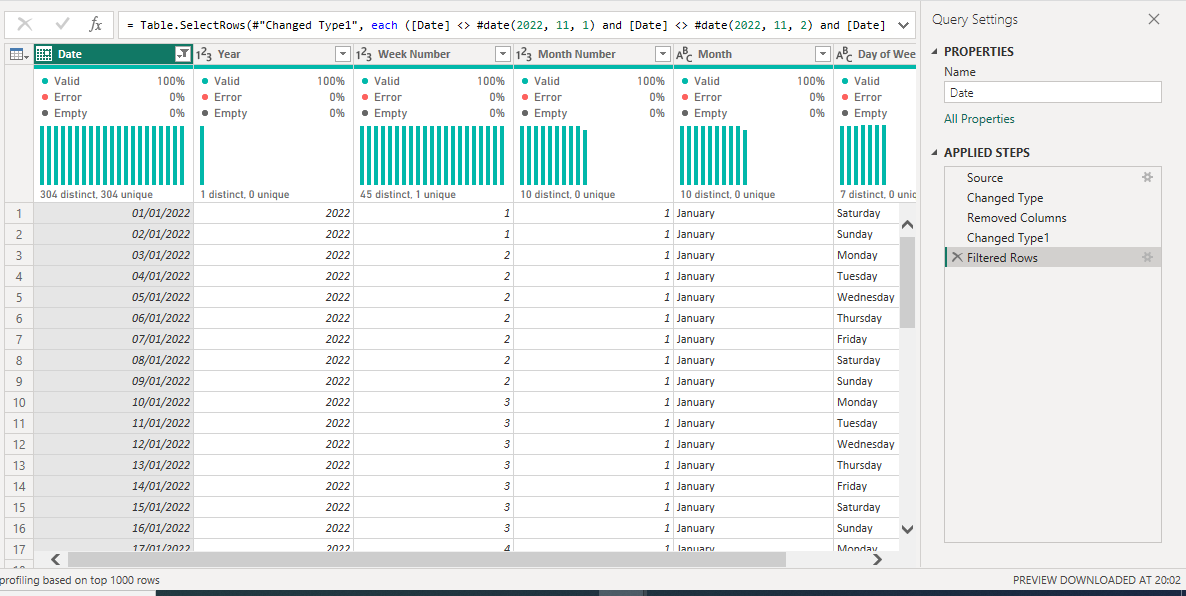 fx = Table.SelectRows(#"Changed Type1", each ([Date] <> #date(2022, 11, 1) and [Date] <> #date(2022, 11, 2) and [Date]
Date 123 Year 123 Week Number 123 Month Number ABC Month ABC Day of Wee
Valid 100% Valid 100% Valid 100% Valid 100% Valid 100% Valid
Error 0% Error 0% Error 0% Error 0% Error 0% Error
Empty 0% Empty 0% Empty 0% Empty 0% Empty 0% Empty
304 distinct, 304 unique 1 distinct, 0 unique 45 distinct, 1 unique 10 distinct, 0 unique 10 distinct, 0 unique 7 distinct, 0 unic
1 01/01/2022 2022 1 1 January Saturday
2 02/01/2022 2022 1 1 January Sunday
3 03/01/2022 2022 2 1 January Monday
4 04/01/2022 2022 2 1 January Tuesday
5 05/01/2022 2022 2 1 January Wednesday
6 06/01/2022 2022 2 1 January Thursday
7 07/01/2022 2022 2 1 January Friday
8 08/01/2022 2022 2 1 January Saturday
9 09/01/2022 2022 2 1 January Sunday
10 10/01/2022 2022 3 1 January Monday
11 11/01/2022 2022 3 1 January Tuesday
12 12/01/2022 2022 3 1 January Wednesday
13 13/01/2022 2022 3 1 January Thursday
14 14/01/2022 2022 3 1 January Friday
15 15/01/2022 2022 3 1 January Saturday
16 16/01/2022 2022 3 1 January Sunday
17 17/01/2022 2022 4 1 January Monday
profiling based on top 1000 rows
Query Settings
PROPERTIES
Name
Date
All Properties
APPLIED STEPS
Source
Changed Type
Removed Columns
Changed Type1
Filtered Rows
PREVIEW DOWNLOADED AT 20:02